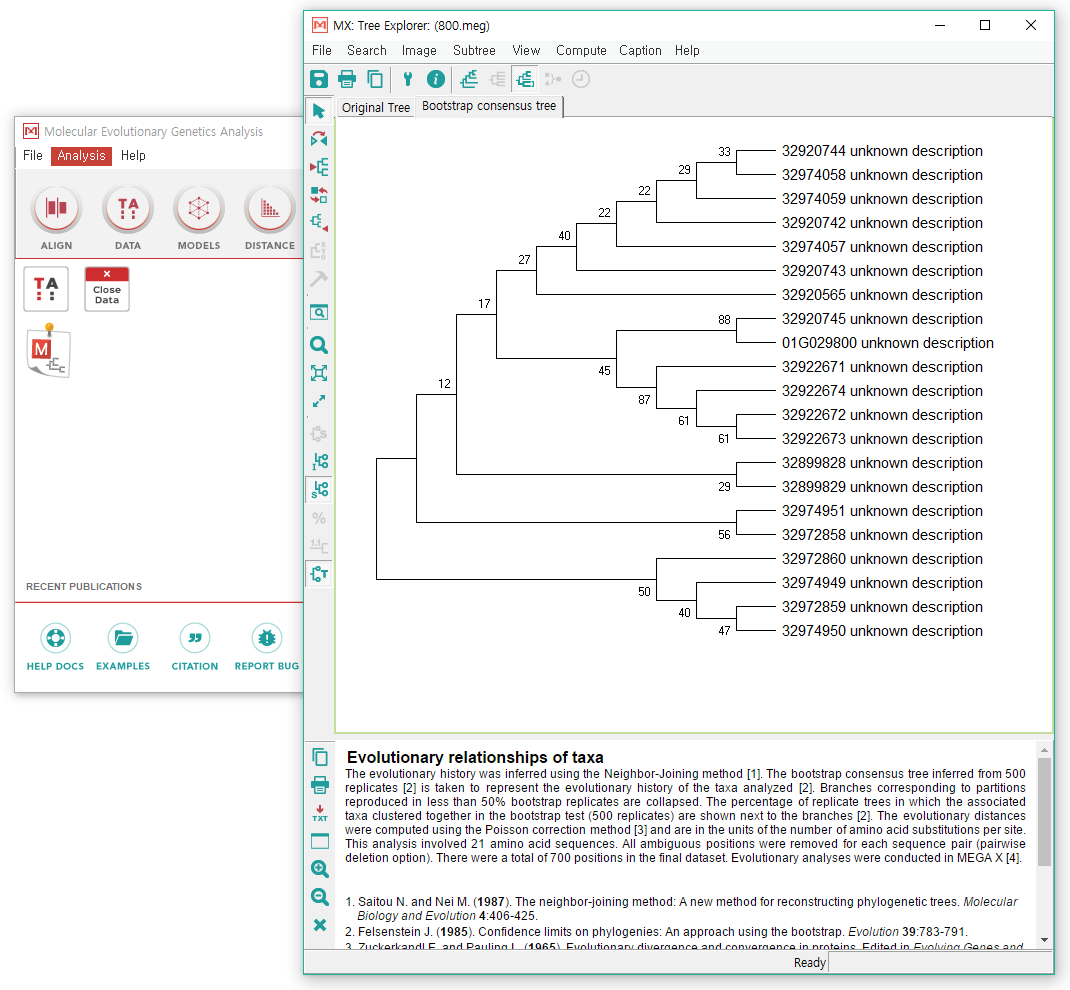 MX: Tree Explorer: (800.meg)
File Search Image Subtree View Compute Caption Help
Original Tree Bootstrap consensus tree
Molecular Evolutionary Genetics Analysis
File Analysis Help
ALIGN DATA MODELS DISTANCE
TA
Close
Data
M
RECENT PUBLICATIONS
HELP DOCS EXAMPLES CITATION REPORT BUG
33
32920744 unknown description
32974058 unknown description
29
32974059 unknown description
22
32920742 unknown description
22
32974057 unknown description
40
32920743 unknown description
27
32920565 unknown description
17
88
32920745 unknown description
01G029800 unknown description
45
32922671 unknown description
12
87
32922674 unknown description
61
32922672 unknown description
61
32922673 unknown description
32899828 unknown description
29
32899829 unknown description
32974951 unknown description
56
32972858 unknown description
32972860 unknown description
50
32974949 unknown description
40
32972859 unknown description
47
32974950 unknown description
TXT
Evolutionary relationships of taxa
The evolutionary history was inferred using the Neighbor-Joining method [1]. The bootstrap consensus tree inferred from 500
replicates [2] is taken to represent the evolutionary history of the taxa analyzed [2]. Branches corresponding to partitions
reproduced in less than 50% bootstrap replicates are collapsed. The percentage of replicate trees in which the associated
taxa clustered together in the bootstrap test (500 replicates) are shown next to the branches [2]. The evolutionary distances
were computed using the Poisson correction method [3] and are in the units of the number of amino acid substitutions per site.
This analysis involved 21 amino acid sequences. All ambiguous positions were removed for each sequence pair (pairwise
deletion option). There were a total of 700 positions in the final dataset. Evolutionary analyses were conducted in MEGA X [4].
1. Saitou N. and Nei M. (1987). The neighbor-joining method: A new method for reconstructing phylogenetic trees. Molecular
Biology and Evolution 4:406-425.
2. Felsenstein J. (1985). Confidence limits on phylogenies: An approach using the bootstrap. Evolution 39:783-791.
3. Zuckerkandl E. and Pauling L. (1965). Evolutionary divergence and convergence in proteins. Edited in Evolving Genes and
Ready